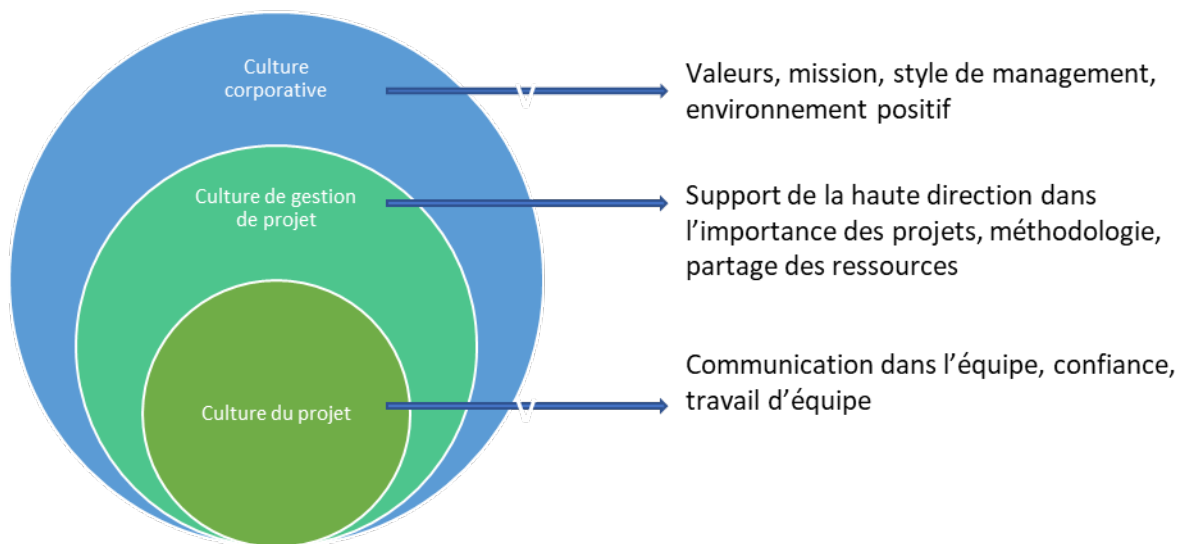 Culture
corporative
Valeurs, mission, style de management,
environnement positif
Culture de gestion
de projet
Support de la haute direction dans
l’importance des projets, méthodologie,
partage des ressources
Culture du projet
Communication dans l’équipe, confiance,
travail d’équipe